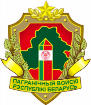 ПАГРАНІЧНЫЯ ВОЙСКІ
РЭСПУБЛІКІ БЕЛАРУСЬ